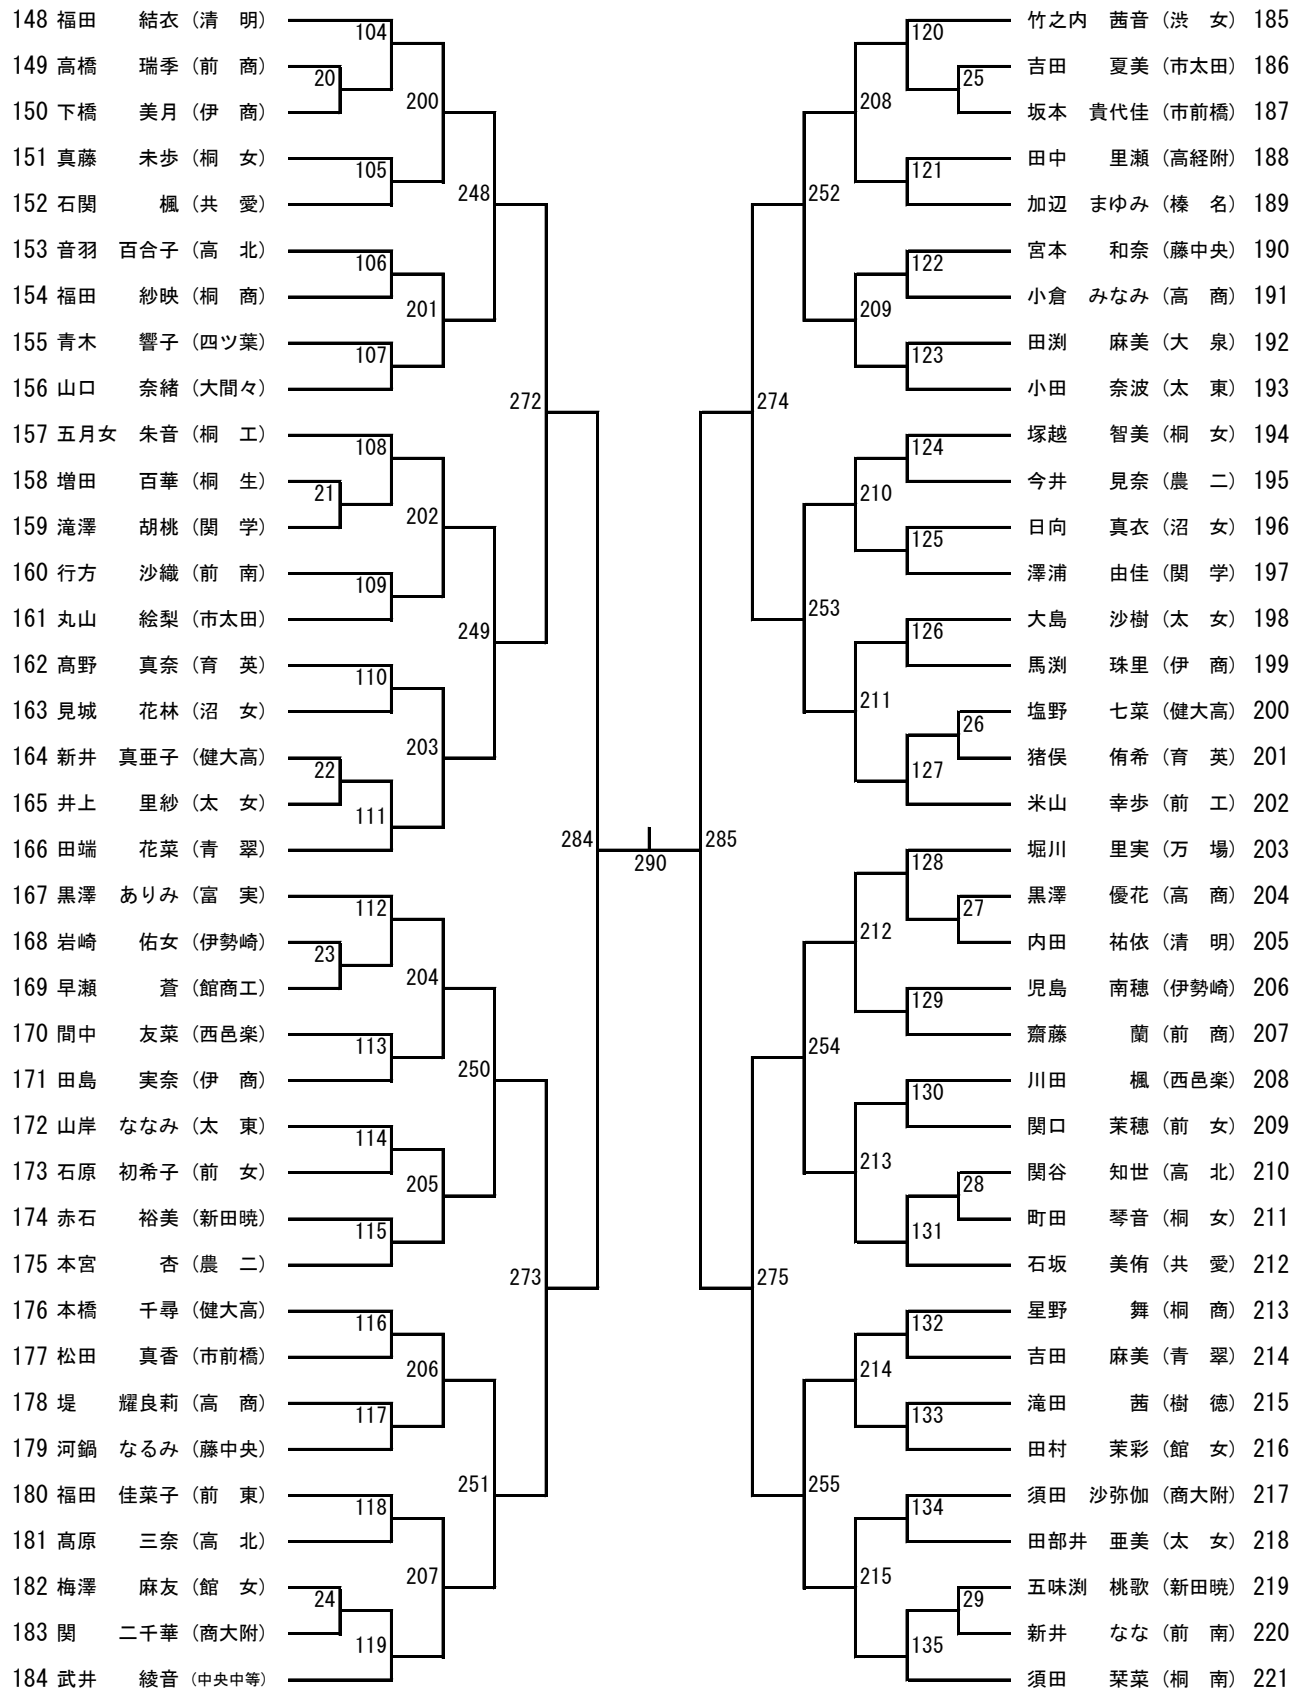 148 福田 結衣 (清 明)
149 高橋 瑞季 (前 商)
150 下橋 美月 (伊 商)
151 真藤 未歩 (桐 女)
152 石関 楓 (共 愛)
153 音羽 百合子 (高 北)
154 福田 紗映 (桐 商)
155 青木 響子 (四ツ葉)
156 山口 奈緒 (大間々)
157 五月女 朱音 (桐 工)
158 増田 百華 (桐 生)
159 滝澤 胡桃 (関 学)
160 行方 沙織 (前 南)
161 丸山 絵梨 (市太田)
162 髙野 真奈 (育 英)
163 見城 花林 (沼 女)
164 新井 真亜子 (健大高)
165 井上 里紗 (太 女)
166 田端 花菜 (青 翠)
167 黒澤 ありみ (富 実)
168 岩崎 佑女 (伊勢崎)
169 早瀬 蒼 (館商工)
170 間中 友菜 (西邑楽)
171 田島 実奈 (伊 商)
172 山岸 ななみ (太 東)
173 石原 初希子 (前 女)
174 赤石 裕美 (新田暁)
175 本宮 杏 (農 二)
176 本橋 千尋 (健大高)
177 松田 真香 (市前橋)
178 堤 耀良莉 (高 商)
179 河鍋 なるみ (藤中央)
180 福田 佳菜子 (前 東)
181 髙原 三奈 (高 北)
182 梅澤 麻友 (館 女)
183 関 二千華 (商大附)
184 武井 綾音 (中央中等)
104
20
200
105
248
106
201
107
272
108
21
202
109
249
110
203
22
111
284
112
23
204
113
250
114
205
115
273
116
206
117
251
118
207
24
119
290
120
25
208
121
252
122
209
123
274
124
210
125
253
126
211
26
127
285
128
27
212
129
254
130
213
28
131
275
132
214
133
255
134
215
29
135
竹之内 茜音 (渋 女) 185
吉田 夏美 (市太田) 186
坂本 貴代佳 (市前橋) 187
田中 里瀬 (高経附) 188
加辺 まゆみ (榛 名) 189
宮本 和奈 (藤中央) 190
小倉 みなみ (高 商) 191
田渕 麻美 (大 泉) 192
小田 奈波 (太 東) 193
塚越 智美 (桐 女) 194
今井 見奈 (農 二) 195
日向 真衣 (沼 女) 196
澤浦 由佳 (関 学) 197
大島 沙樹 (太 女) 198
馬渕 珠里 (伊 商) 199
塩野 七菜 (健大高) 200
猪俣 侑希 (育 英) 201
米山 幸歩 (前 工) 202
堀川 里実 (万 場) 203
黒澤 優花 (高 商) 204
内田 祐依 (清 明) 205
児島 南穂 (伊勢崎) 206
齋藤 蘭 (前 商) 207
川田 楓 (西邑楽) 208
関口 茉穂 (前 女) 209
関谷 知世 (高 北) 210
町田 琴音 (桐 女) 211
石坂 美侑 (共 愛) 212
星野 舞 (桐 商) 213
吉田 麻美 (青 翠) 214
滝田 茜 (樹 徳) 215
田村 茉彩 (館 女) 216
須田 沙弥伽 (商大附) 217
田部井 亜美 (太 女) 218
五味渕 桃歌 (新田暁) 219
新井 なな (前 南) 220
須田 栞菜 (桐 南) 221